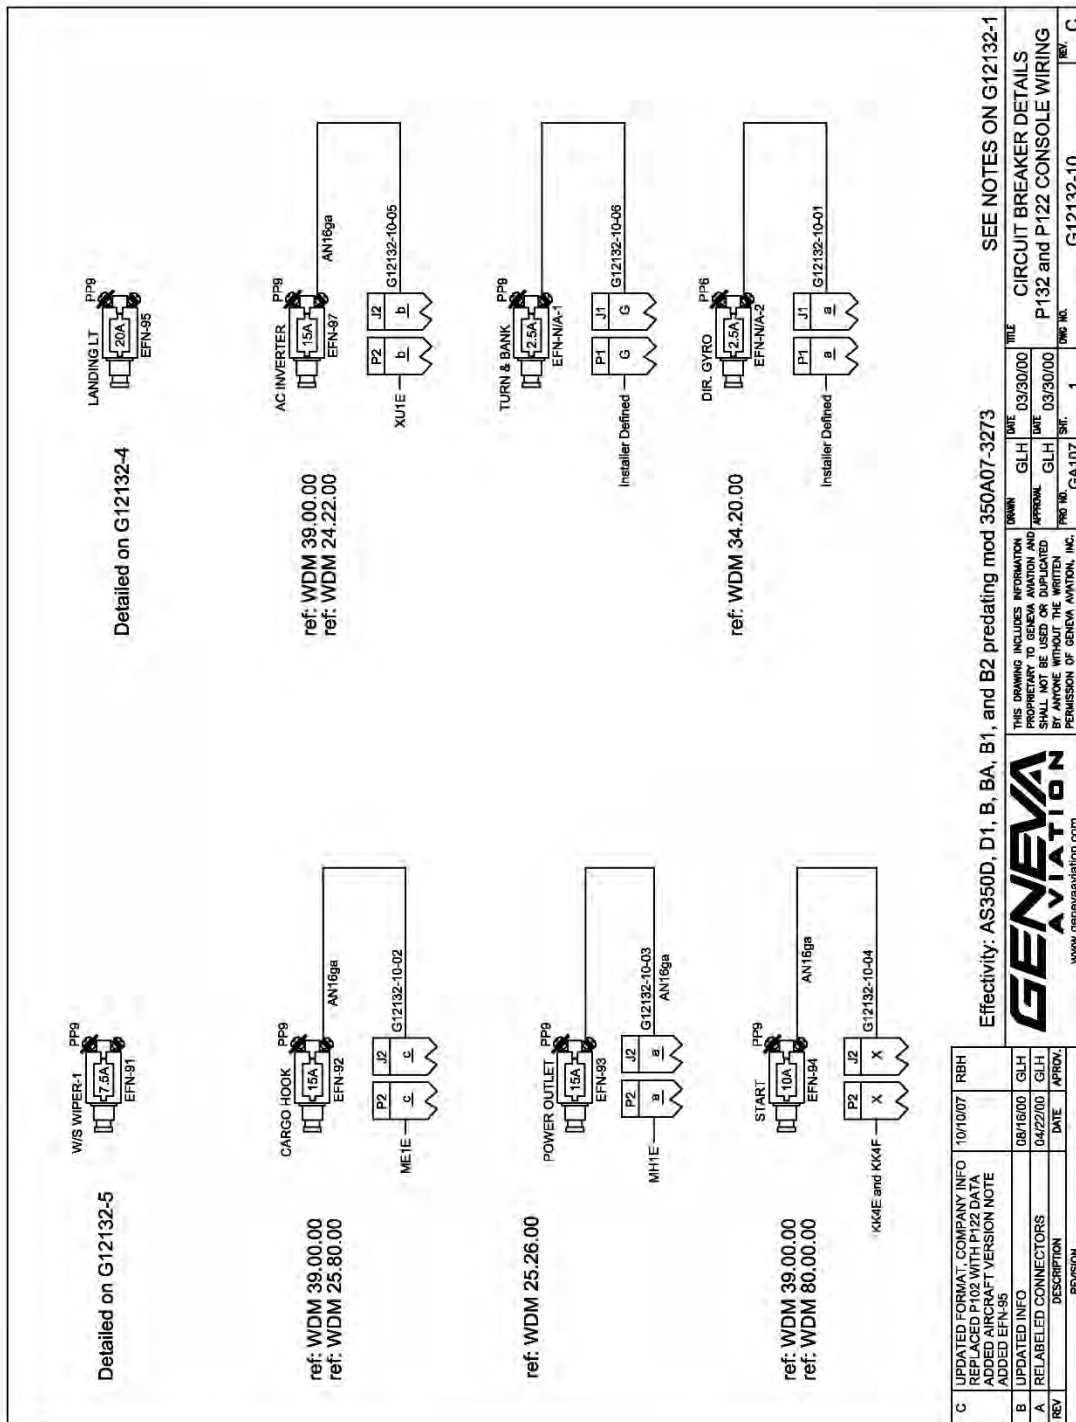 Detailed on G12132-5
W/S WIPER-1
PP9
7.5A
EFN-91
Detailed on G12132-4
LANDING LT
PP9
20A
EFN-95
ref: WDM 39.00.00
ref: WDM 25.80.00
CARGO HOOK
PP9
15A
EFN-92
AN16ga
P2
J2
c
c
ME1E
G12132-10-02
ref: WDM 39.00.00
ref: WDM 24.22.00
AC INVERTER
PP9
15A
EFN-97
AN16ga
P2
J2
b
b
XU1E
G12132-10-05
ref: WDM 25.26.00
POWER OUTLET
PP9
15A
EFN-93
P2
J2
a
a
MH1E
G12132-10-03
AN16ga
TURN & BANK
PP9
2.5A
EFN-N/A-1
P1
J1
G
G
Installer Defined
G12132-10-06
ref: WDM 39.00.00
ref: WDM 80.00.00
START
PP9
10A
EFN-94
AN16ga
P2
J2
X
X
KK4E and KK4F
G12132-10-04
ref: WDM 34.20.00
DIR. GYRO
PP6
2.5A
EFN-N/A-2
P1
J1
a
a
Installer Defined
G12132-10-01
Effectivity: AS350D, D1, B, BA, B1, and B2 predating mod 350A07-3273
SEE NOTES ON G12132-1
C UPDATED FORMAT, COMPANY INFO 10/10/07 RBH
REPLACED P102 WITH P122 DATA
ADDED AIRCRAFT VERSION NOTE
ADDED EFN-95
B UPDATED INFO 08/16/00 GLH
A RELABELED CONNECTORS 04/22/00 GLH
REV DESCRIPTION DATE APROV.
REVISION
GENEVA
AVIATION
www.genevaaviation.com
THIS DRAWING INCLUDES INFORMATION
PROPRIETARY TO GENEVA AVIATION AND
SHALL NOT BE USED OR DUPLICATED
BY ANYONE WITHOUT THE WRITTEN
PERMISSION OF GENEVA AVIATION, INC.
DRAWN GLH DATE 03/30/00
APPROVAL GLH DATE 03/30/00
PRO NO. GA107 SHT. 1
TITLE CIRCUIT BREAKER DETAILS
P132 and P122 CONSOLE WIRING
DWG NO. G12132-10 REV. C